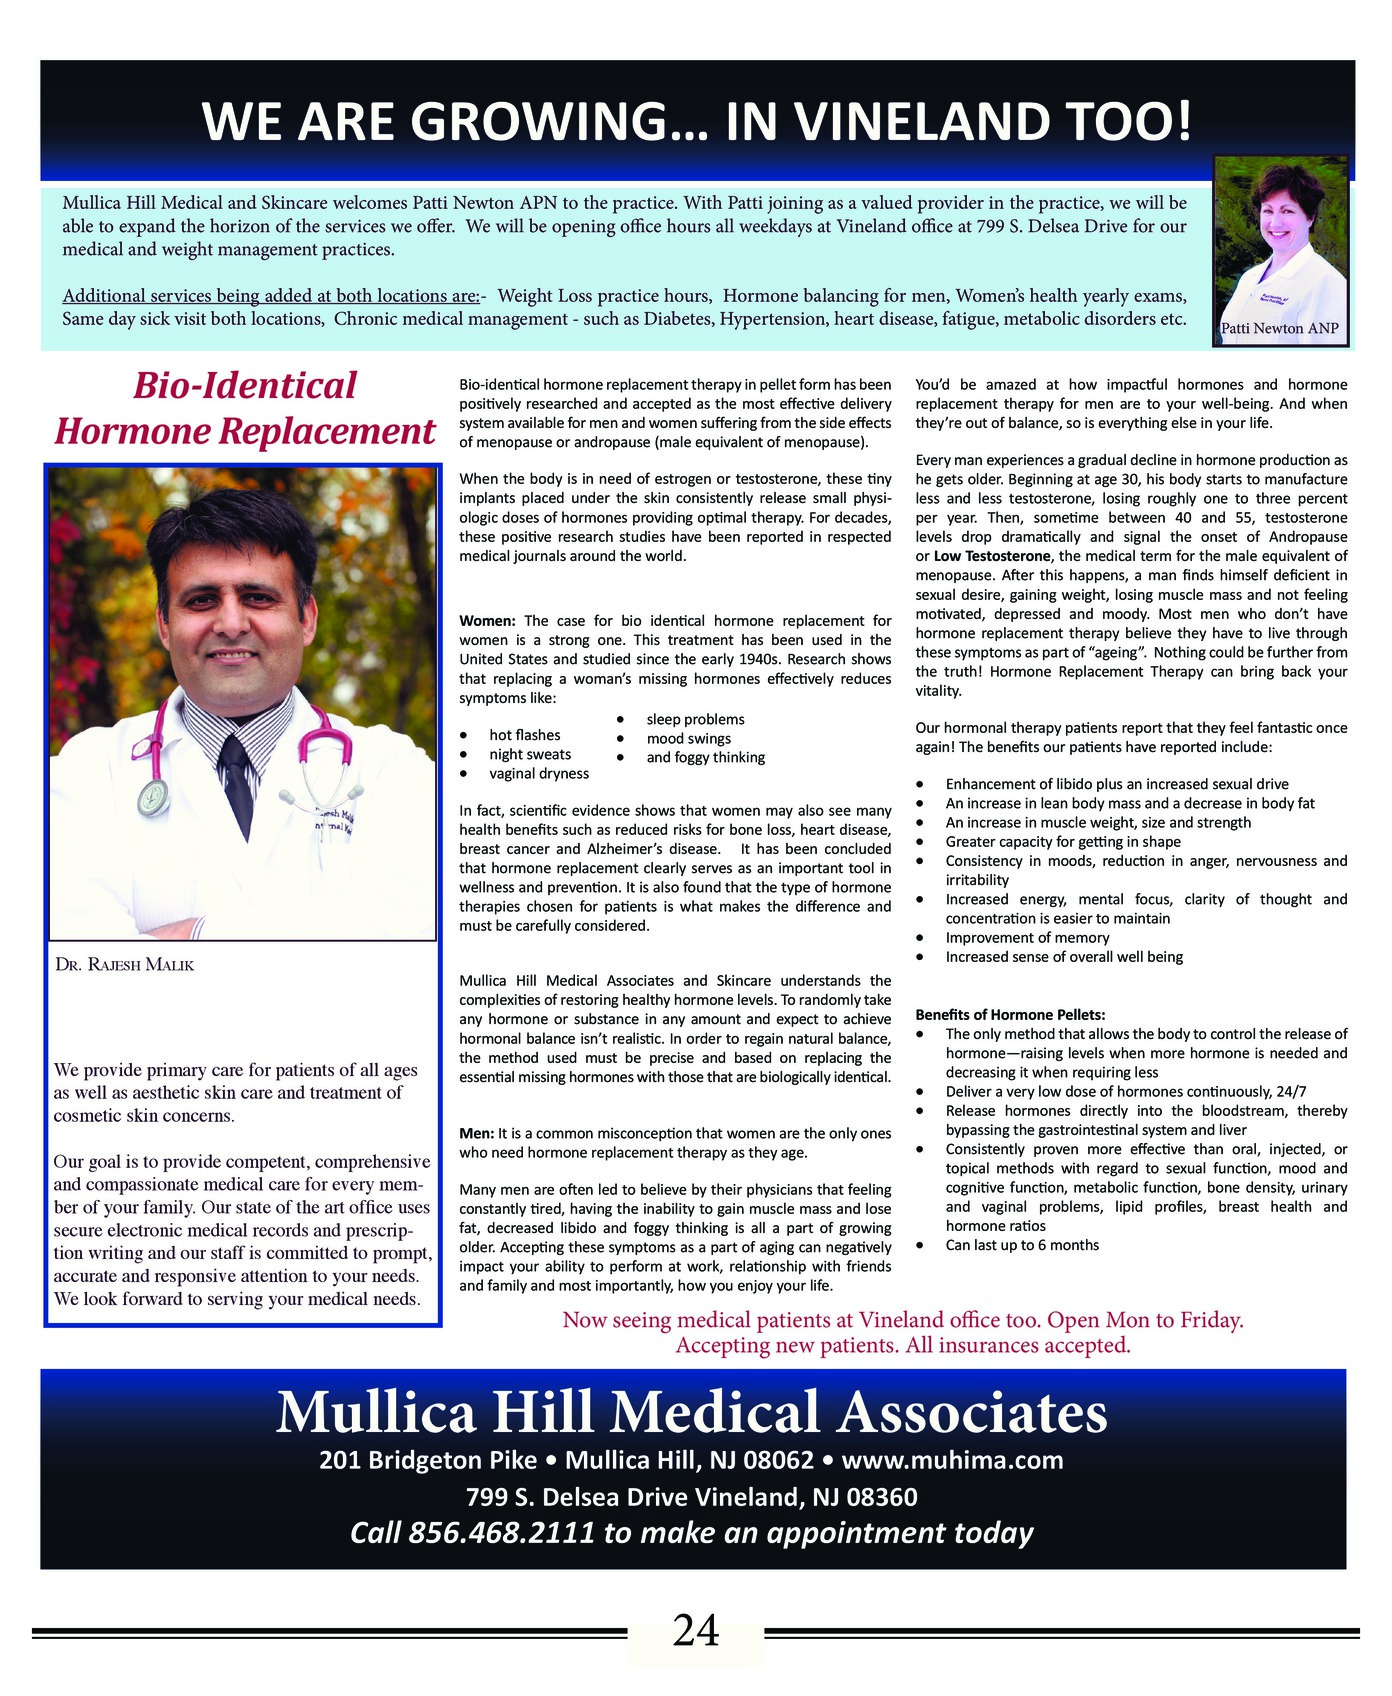 WE ARE GROWING... IN VINELAND TOO!
Mullica Hill Medical and Skincare welcomes Patti Newton APN to the practice. With Patti joining as a valued provider in the practice, we will be
able to expand the horizon of the services we offer.  We will be opening office hours all weekdays at Vineland office at 799 S. Delsea Drive for our
medical and weight management practices.
Additional services being added at both locations are:-  Weight Loss practice hours,  Hormone balancing for men, Women's health yearly exams,
Same day sick visit both locations,  Chronic medical management - such as Diabetes, Hypertension, heart disease, fatigue, metabolic disorders etc.
Patti Newton ANP
Bio-Identical
Hormone Replacement
DR. RAJESH MALIK
We provide primary care for patients of all ages
as well as aesthetic skin care and treatment of
cosmetic skin concerns.
Our goal is to provide competent, comprehensive
and compassionate medical care for every mem-
ber of your family. Our state of the art office uses
secure electronic medical records and prescrip-
tion writing and our staff is committed to prompt,
accurate and responsive attention to your needs.
We look forward to serving your medical needs.
Bio-identical hormone replacement therapy in pellet form has been
positively researched and accepted as the most effective delivery
system available for men and women suffering from the side effects
of menopause or andropause (male equivalent of menopause).
When the body is in need of estrogen or testosterone, these tiny
implants placed under the skin consistently release small physi-
ologic doses of hormones providing optimal therapy. For decades,
these positive research studies have been reported in respected
medical journals around the world.
Women: The case for bio identical hormone replacement for
women is a strong one. This treatment has been used in the
United States and studied since the early 1940s. Research shows
that replacing a woman's missing hormones effectively reduces
symptoms like:
• hot flashes
• night sweats
• vaginal dryness
• sleep problems
• mood swings
• and foggy thinking
In fact, scientific evidence shows that women may also see many
health benefits such as reduced risks for bone loss, heart disease,
breast cancer and Alzheimer's disease.   It has been concluded
that hormone replacement clearly serves as an important tool in
wellness and prevention. It is also found that the type of hormone
therapies chosen for patients is what makes the difference and
must be carefully considered.
Mullica Hill Medical Associates and Skincare understands the
complexities of restoring healthy hormone levels. To randomly take
any hormone or substance in any amount and expect to achieve
hormonal balance isn't realistic. In order to regain natural balance,
the method used must be precise and based on replacing the
essential missing hormones with those that are biologically identical.
Men: It is a common misconception that women are the only ones
who need hormone replacement therapy as they age.
Many men are often led to believe by their physicians that feeling
constantly tired, having the inability to gain muscle mass and lose
fat, decreased libido and foggy thinking is all a part of growing
older. Accepting these symptoms as a part of aging can negatively
impact your ability to perform at work, relationship with friends
and family and most importantly, how you enjoy your life.
You'd be amazed at how impactful hormones and hormone
replacement therapy for men are to your well-being. And when
they're out of balance, so is everything else in your life.
Every man experiences a gradual decline in hormone production as
he gets older. Beginning at age 30, his body starts to manufacture
less and less testosterone, losing roughly one to three percent
per year. Then, sometime between 40 and 55, testosterone
levels drop dramatically and signal the onset of Andropause
or Low Testosterone, the medical term for the male equivalent of
menopause. After this happens, a man finds himself deficient in
sexual desire, gaining weight, losing muscle mass and not feeling
motivated, depressed and moody. Most men who don't have
hormone replacement therapy believe they have to live through
these symptoms as part of "ageing".  Nothing could be further from
the truth! Hormone Replacement Therapy can bring back your
vitality.
Our hormonal therapy patients report that they feel fantastic once
again! The benefits our patients have reported include:
• Enhancement of libido plus an increased sexual drive
• An increase in lean body mass and a decrease in body fat
• An increase in muscle weight, size and strength
• Greater capacity for getting in shape
• Consistency in moods, reduction in anger, nervousness and
irritability
• Increased energy, mental focus, clarity of thought and
concentration is easier to maintain
• Improvement of memory
• Increased sense of overall well being
Benefits of Hormone Pellets:
• The only method that allows the body to control the release of
hormone—raising levels when more hormone is needed and
decreasing it when requiring less
• Deliver a very low dose of hormones continuously, 24/7
• Release hormones directly into the bloodstream, thereby
bypassing the gastrointestinal system and liver
• Consistently proven more effective than oral, injected, or
topical methods with regard to sexual function, mood and
cognitive function, metabolic function, bone density, urinary
and vaginal problems, lipid profiles, breast health and
hormone ratios
• Can last up to 6 months
Now seeing medical patients at Vineland office too. Open Mon to Friday.
Accepting new patients. All insurances accepted.
Mullica Hill Medical Associates
201 Bridgeton Pike • Mullica Hill, NJ 08062 • www.muhima.com
799 S. Delsea Drive Vineland, NJ 08360
Call 856.468.2111 to make an appointment today
24